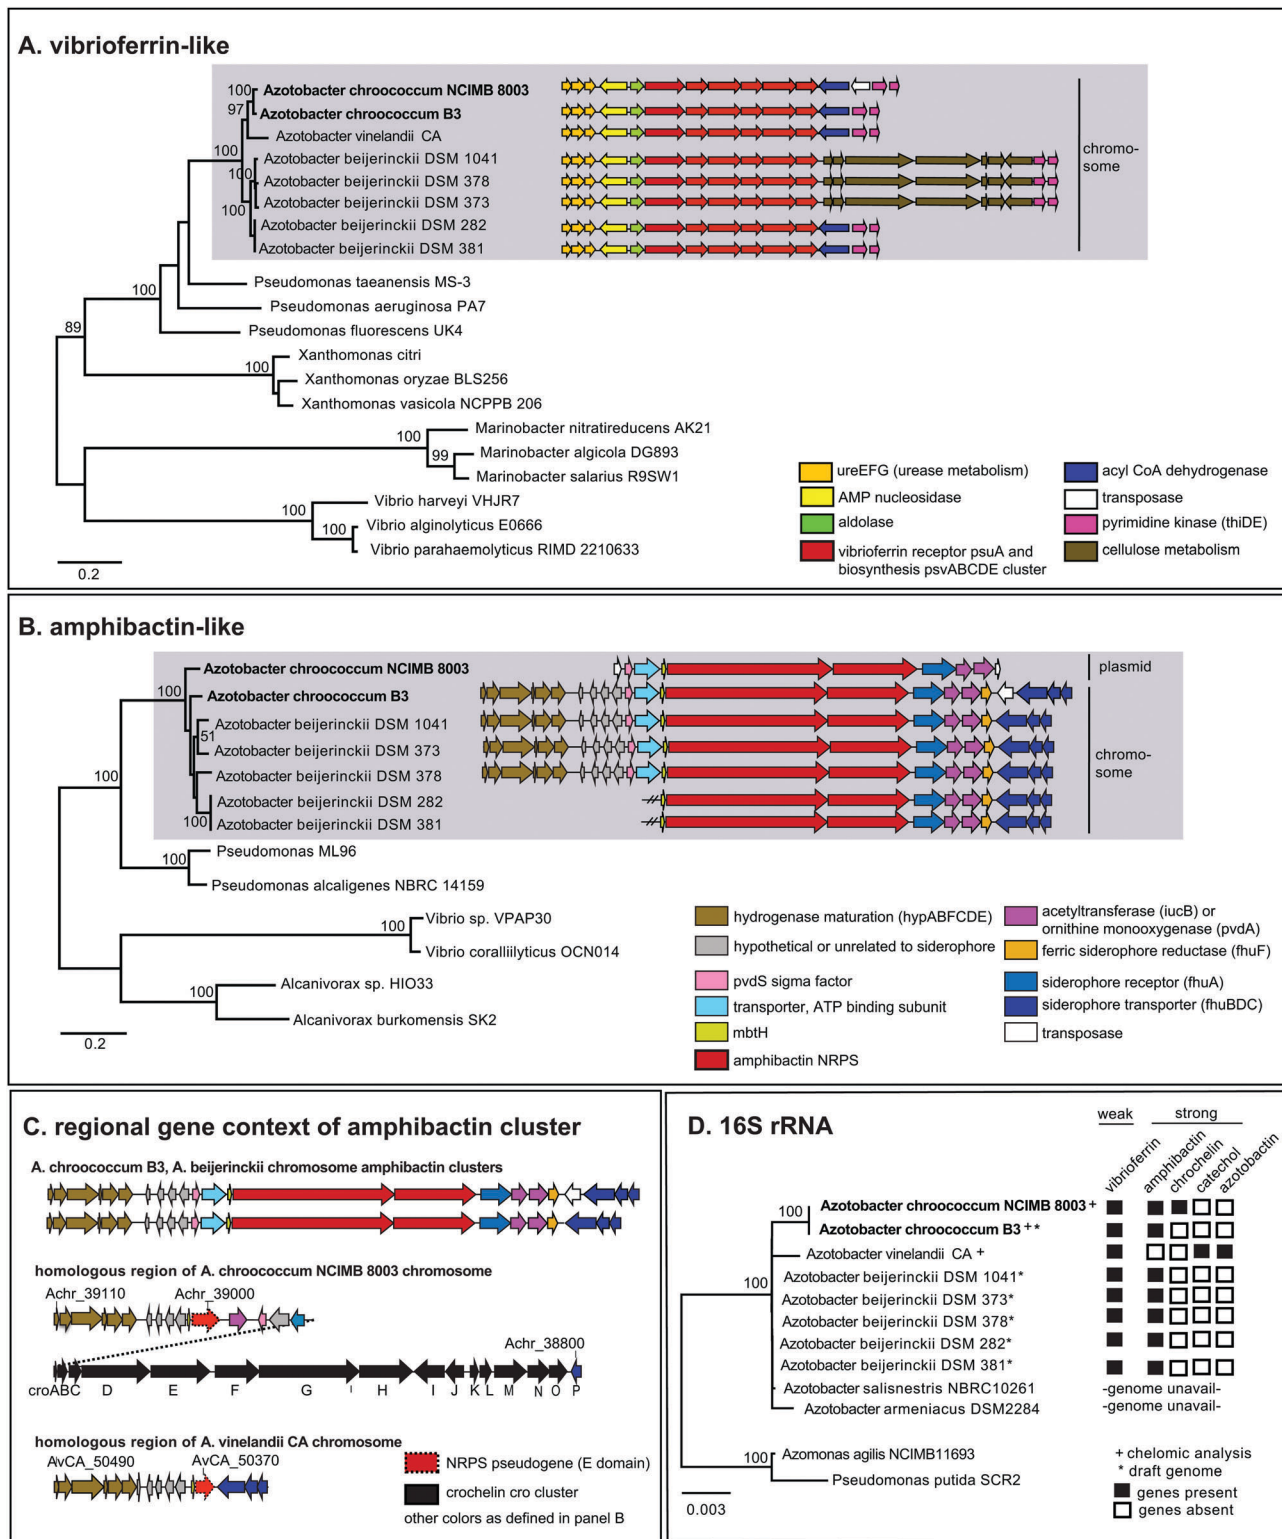 A. vibrioferrin-like
Azotobacter chroococcum NCIMB 8003
Azotobacter chroococcum B3
Azotobacter vinelandii CA
Azotobacter beijerinckii DSM 1041
Azotobacter beijerinckii DSM 378
Azotobacter beijerinckii DSM 373
Azotobacter beijerinckii DSM 282
Azotobacter beijerinckii DSM 381
100
97
100
100
100
chromo-
some
Pseudomonas taeanensis MS-3
Pseudomonas aeruginosa PA7
100
Pseudomonas fluorescens UK4
89
Xanthomonas citri
100
Xanthomonas oryzae BLS256
Xanthomonas vasicola NCPPB 206
Marinobacter nitratireducens AK21
100
Marinobacter algicola DG893
99
Marinobacter salarius R9SW1
Vibrio harveyi VHJR7
100
Vibrio alginolyticus E0666
100
Vibrio parahaemolyticus RIMD 2210633
0.2
ureEFG (urease metabolism)
AMP nucleosidase
aldolase
vibrioferrin receptor psuA and
biosynthesis psvABCDE cluster
acyl CoA dehydrogenase
transposase
pyrimidine kinase (thiDE)
cellulose metabolism
B. amphibactin-like
Azotobacter chroococcum NCIMB 8003
plasmid
100
Azotobacter chroococcum B3
Azotobacter beijerinckii DSM 1041
51
Azotobacter beijerinckii DSM 373
chromo-
some
100
Azotobacter beijerinckii DSM 378
Azotobacter beijerinckii DSM 282
100
Azotobacter beijerinckii DSM 381
Pseudomonas ML96
100
Pseudomonas alcaligenes NBRC 14159
Vibrio sp. VPAP30
100
Vibrio coralliilyticus OCN014
Alcanivorax sp. HIO33
100
Alcanivorax burkomensis SK2
0.2
hydrogenase maturation (hypABFCDE)
hypothetical or unrelated to siderophore
pvdS sigma factor
transporter, ATP binding subunit
mbtH
amphibactin NRPS
acetyltransferase (iucB) or
ornithine monooxygenase (pvdA)
ferric siderophore reductase (fhuF)
siderophore receptor (fhuA)
siderophore transporter (fhuBDC)
transposase
C. regional gene context of amphibactin cluster
A. chroococcum B3, A. beijerinckii chromosome amphibactin clusters
homologous region of A. chroococcum NCIMB 8003 chromosome
Achr_39110
Achr_39000
Achr_38800
croABC D E F G I H I J K L M N O P
homologous region of A. vinelandii CA chromosome
AvCA_50490
AvCA_50370
NRPS pseudogene (E domain)
crochelin cro cluster
other colors as defined in panel B
D. 16S rRNA
weak
strong
vibrioferrin
amphibactin
crochelin
catechol
azotobactin
Azotobacter chroococcum NCIMB 8003 +
100
Azotobacter chroococcum B3 + *
Azotobacter vinelandii CA +
100
Azotobacter beijerinckii DSM 1041*
Azotobacter beijerinckii DSM 373*
Azotobacter beijerinckii DSM 378*
Azotobacter beijerinckii DSM 282*
Azotobacter beijerinckii DSM 381*
Azotobacter salisnestris NBRC10261
-genome unavail-
Azotobacter armeniacus DSM2284
-genome unavail-
Azomonas agilis NCIMB11693
100
Pseudomonas putida SCR2
0.003
+ chelomic analysis
* draft genome
genes present
genes absent